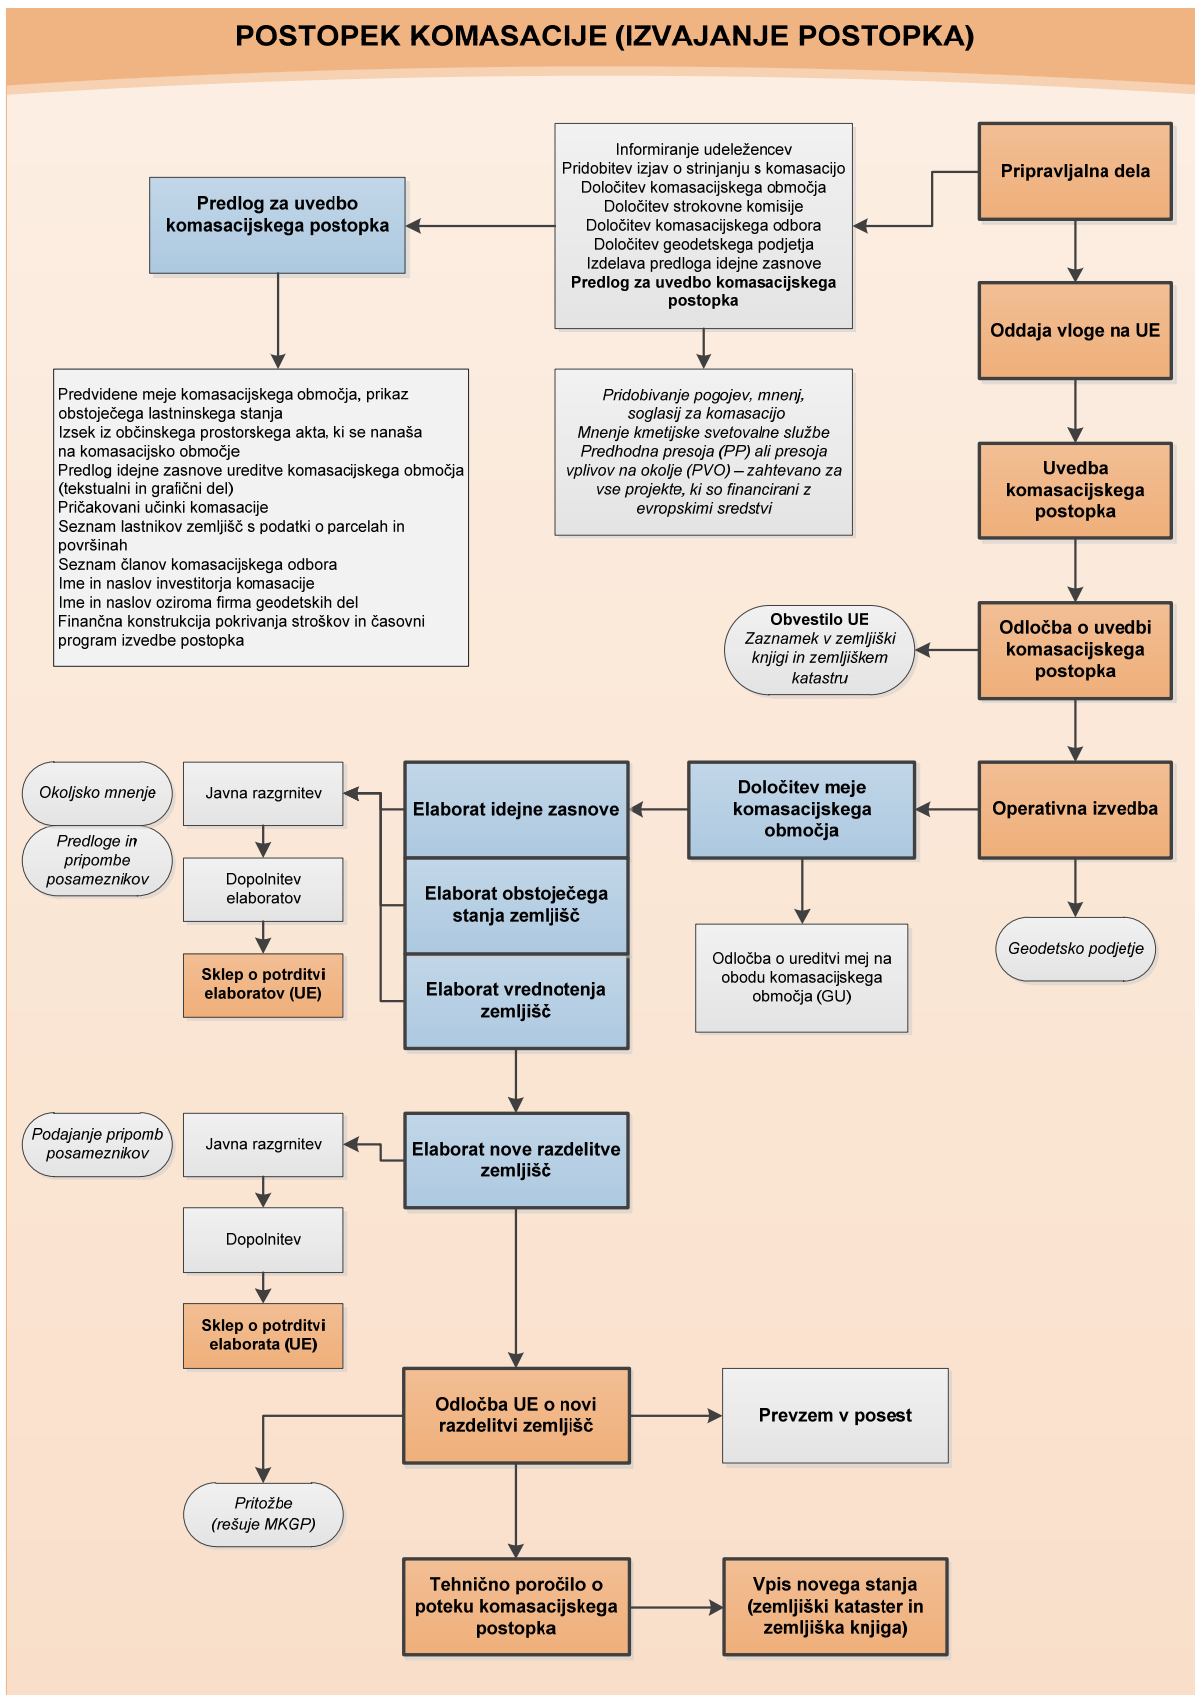 POSTOPEK KOMASACIJE (IZVAJANJE POSTOPKA)
Pripravljalna dela
Informiranje udeležencev
Pridobitev izjav o strinjanju s komasacijo
Določitev komasacijskega območja
Določitev strokovne komisije
Določitev komasacijskega odbora
Določitev geodetskega podjetja
Izdelava predloga idejne zasnove
Predlog za uvedbo komasacijskega
postopka
Predlog za uvedbo
komasacijskega postopka
Oddaja vloge na UE
Predvidene meje komasacijskega območja, prikaz
obstoječega lastninskega stanja
Izsek iz občinskega prostorskega akta, ki se nanaša
na komasacijsko območje
Predlog idejne zasnove ureditve komasacijskega območja
(tekstualni in grafični del)
Pričakovani učinki komasacije
Seznam lastnikov zemljišč s podatki o parcelah in
površinah
Seznam članov komasacijskega odbora
Ime in naslov investitorja komasacije
Ime in naslov oziroma firma geodetskih del
Finančna konstrukcija pokrivanja stroškov in časovni
program izvedbe postopka
Pridobivanje pogojev, mnenj,
soglasij za komasacijo
Mnenje kmetijske svetovalne službe
Predhodna presoja (PP) ali presoja
vplivov na okolje (PVO) – zahtevano za
vse projekte, ki so financirani z
evropskimi sredstvi
Uvedba
komasacijskega
postopka
Obvestilo UE
Zaznamek v zemljiški
knjigi in zemljiškem
katastru
Odločba o uvedbi
komasacijskega
postopka
Okoljsko mnenje
Predloge in
pripombe
posameznikov
Javna razgrnitev
Dopolnitev
elaboratov
Sklep o potrditvi
elaboratov (UE)
Elaborat idejne zasnove
Elaborat obstoječega
stanja zemljišč
Elaborat vrednotenja
zemljišč
Določitev meje
komasacijskega
območja
Operativna izvedba
Odločba o ureditvi mej na
obodu komasacijskega
območja (GU)
Geodetsko podjetje
Podajanje pripomb
posameznikov
Javna razgrnitev
Elaborat nove razdelitve
zemljišč
Dopolnitev
Sklep o potrditvi
elaborata (UE)
Odločba UE o novi
razdelitvi zemljišč
Prevzem v posest
Pritožbe
(rešuje MKGP)
Tehnično poročilo o
poteku komasacijskega
postopka
Vpis novega stanja
(zemljiški kataster in
zemljiška knjiga)